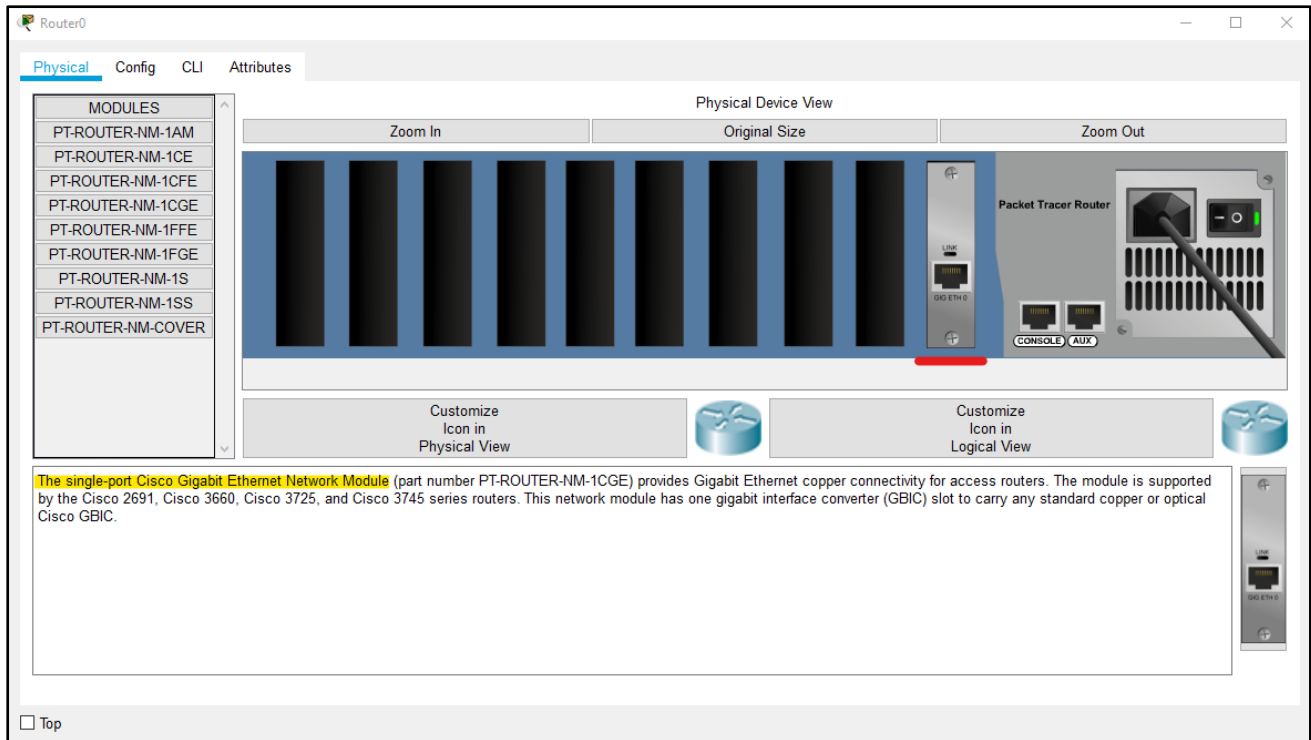 Router0
Physical
Config
CLI
Attributes
MODULES
PT-ROUTER-NM-1AM
PT-ROUTER-NM-1CE
PT-ROUTER-NM-1CFE
PT-ROUTER-NM-1CGE
PT-ROUTER-NM-1FFE
PT-ROUTER-NM-1FGE
PT-ROUTER-NM-1S
PT-ROUTER-NM-1SS
PT-ROUTER-NM-COVER
Physical Device View
Zoom In
Original Size
Zoom Out
Packet Tracer Router
LINK
GIG ETH 0
CONSOLE
AUX
Customize
Icon in
Physical View
Customize
Icon in
Logical View
The single-port Cisco Gigabit Ethernet Network Module (part number PT-ROUTER-NM-1CGE) provides Gigabit Ethernet copper connectivity for access routers. The module is supported
by the Cisco 2691, Cisco 3660, Cisco 3725, and Cisco 3745 series routers. This network module has one gigabit interface converter (GBIC) slot to carry any standard copper or optical
Cisco GBIC.
LINK
GIG ETH 0
Top